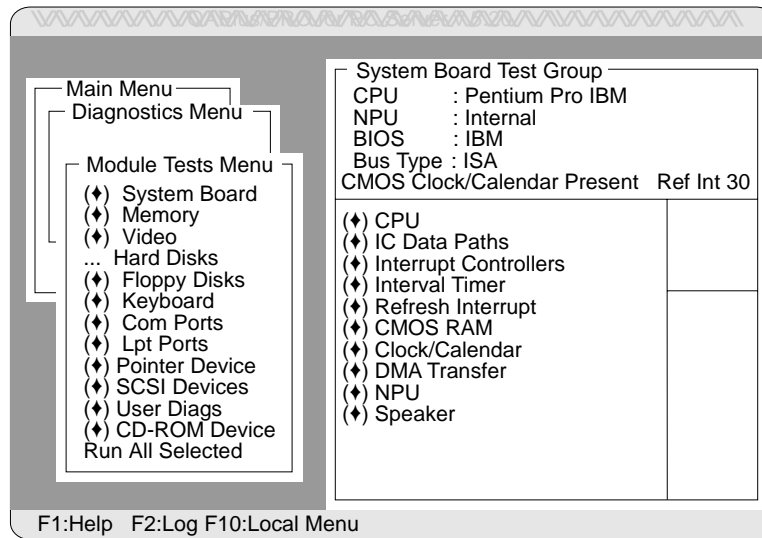 Main Menu
Diagnostics Menu
Module Tests Menu
(♦) System Board
(♦) Memory
(♦) Video
... Hard Disks
(♦) Floppy Disks
(♦) Keyboard
(♦) Com Ports
(♦) Lpt Ports
(♦) Pointer Device
(♦) SCSI Devices
(♦) User Diags
(♦) CD-ROM Device
Run All Selected
System Board Test Group
CPU : Pentium Pro IBM
NPU : Internal
BIOS : IBM
Bus Type : ISA
CMOS Clock/Calendar Present Ref Int 30
(♦) CPU
(♦) IC Data Paths
(♦) Interrupt Controllers
(♦) Interval Timer
(♦) Refresh Interrupt
(♦) CMOS RAM
(♦) Clock/Calendar
(♦) DMA Transfer
(♦) NPU
(♦) Speaker
F1:Help F2:Log F10:Local Menu